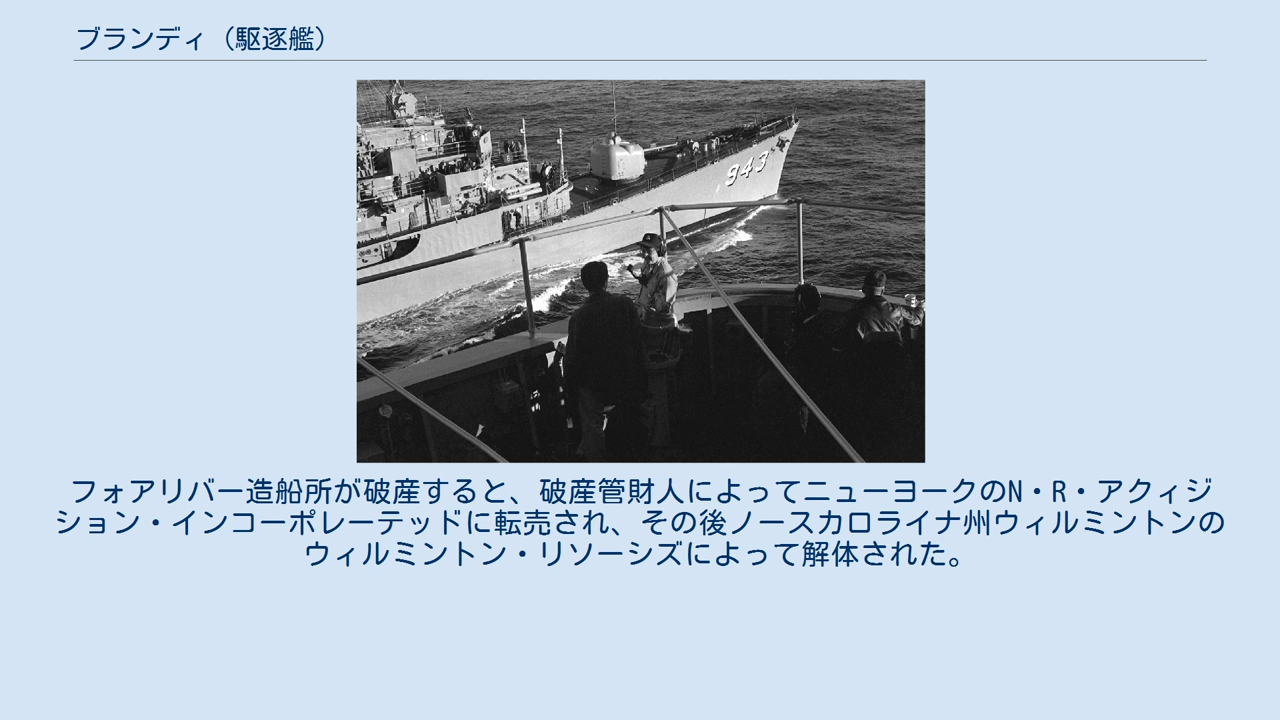 ブランディ（駆逐艦）
943
フォアリバー造船所が破産すると、破産管財人によってニューヨークのN・R・アクィジ
ション・インコーポレーテッドに転売され、その後ノースカロライナ州ウィルミントンの
ウィルミントン・リソーシズによって解体された。